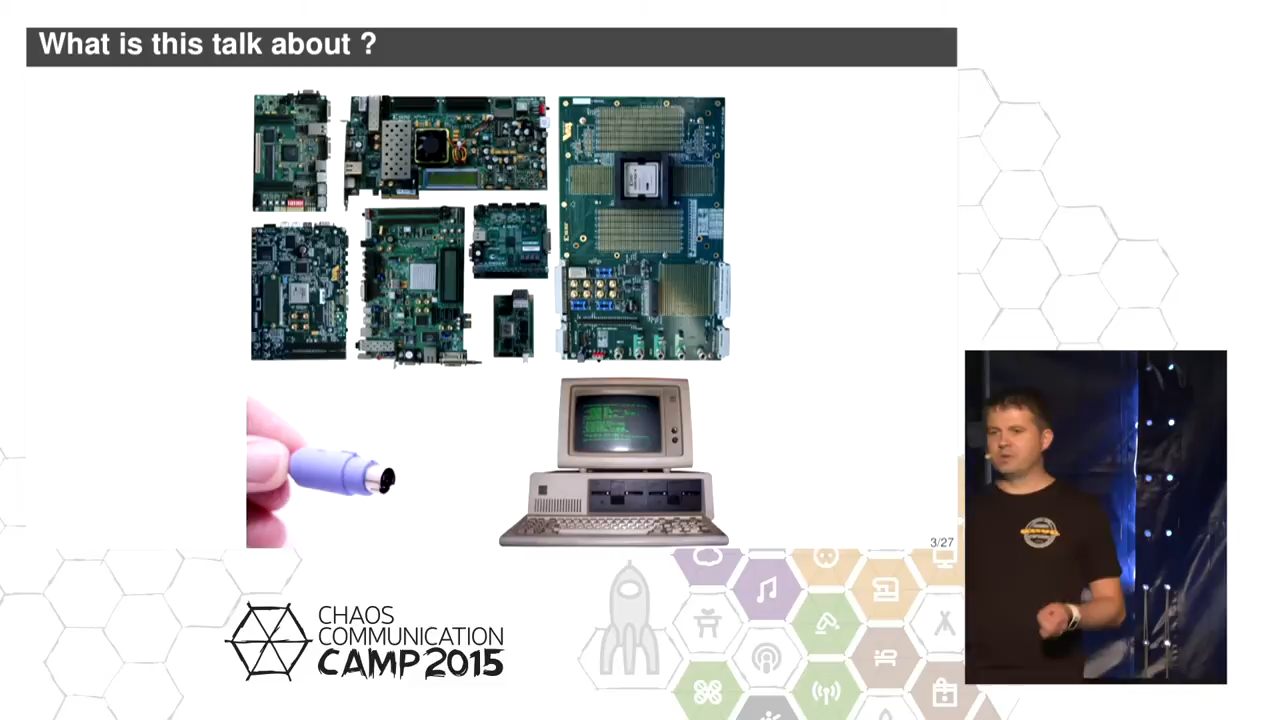 What is this talk about ?
3/27
CHAOS
COMMUNICATION
CAMP 2015